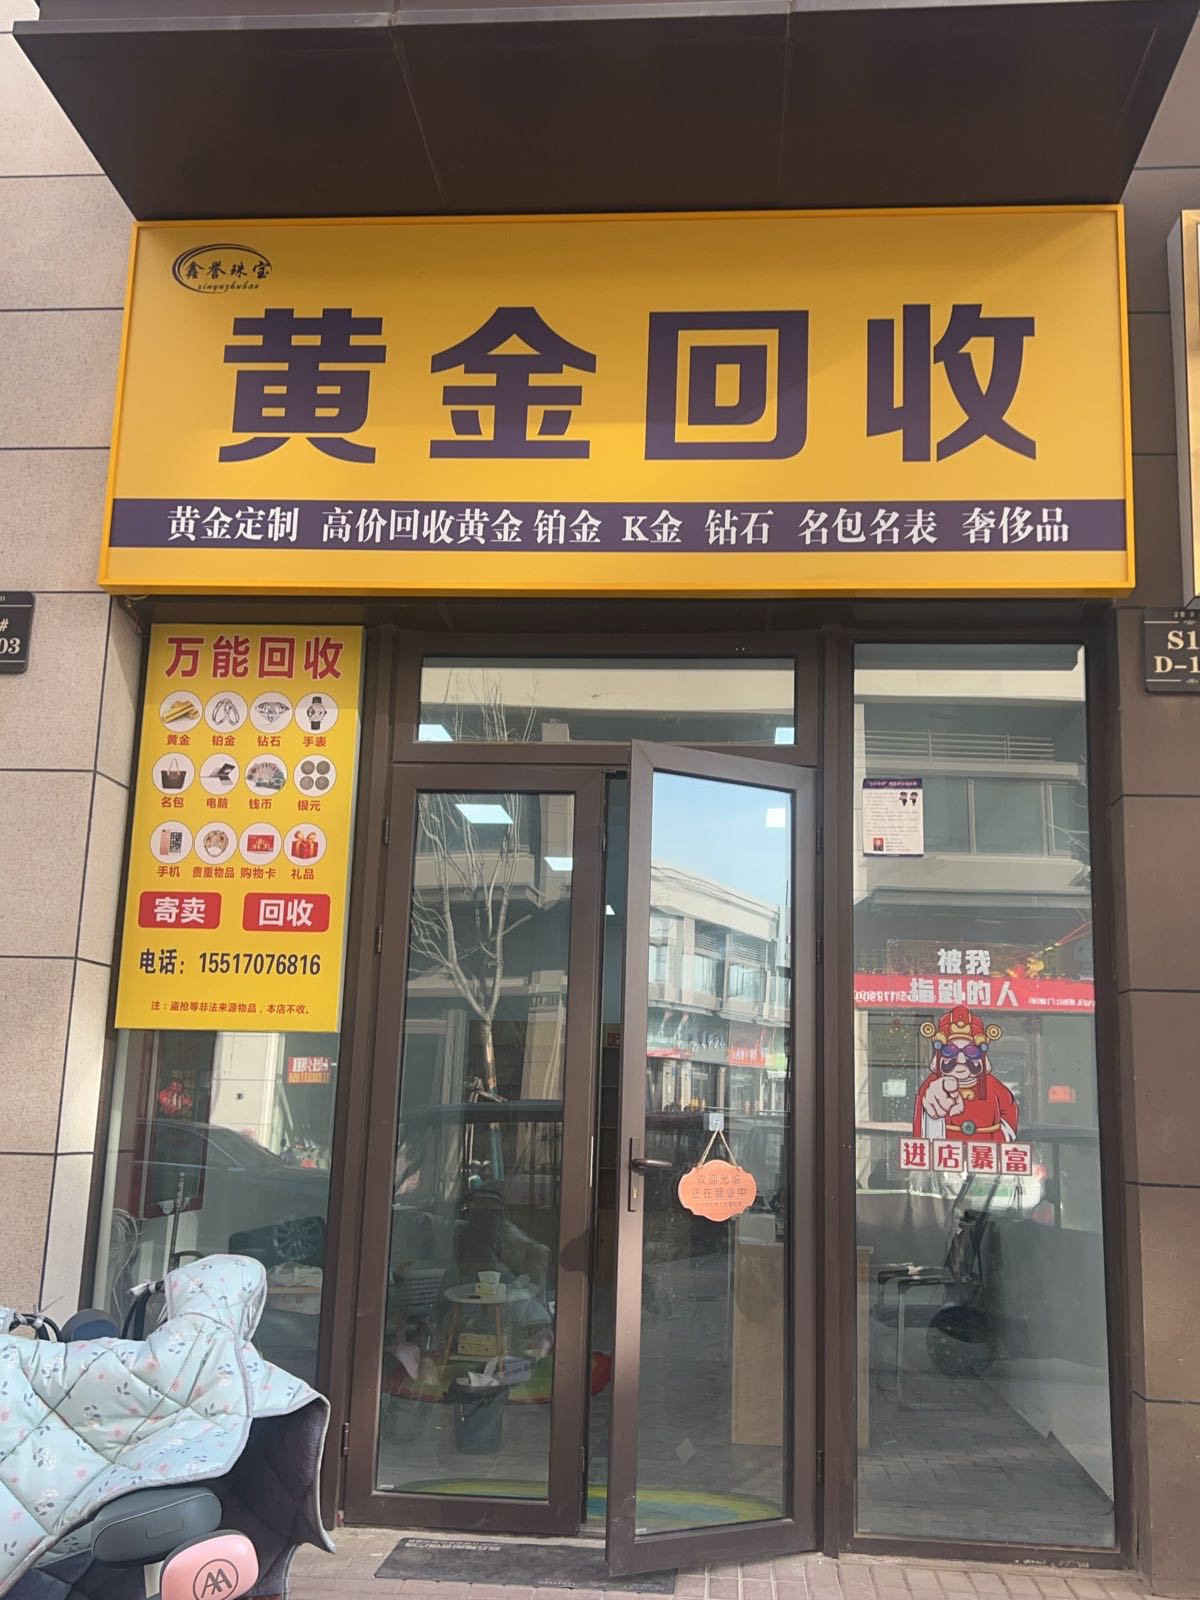 鑫誉珠宝
xinyuzhubao
黄金回收
黄金定制 高价回收黄金 铂金 K金 钻石 名包名表 奢侈品
万能回收
黄金 铂金 钻石 手表
名包 电脑 钱币 银元
手机 贵重物品 购物卡 礼品
寄卖 回收
电话：15517076816
注：盗抢等非法来源物品，本店不收。
#
03
S1
D-1
被我
指到的人
进店暴富
欢迎光临
正在营业中